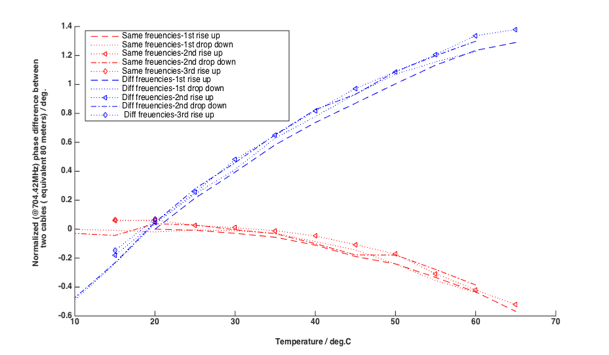 Normalized (@704.42MHz) phase difference between
two cables ( equivalent 80 meters) / deg.
1.4
1.2
1
0.8
0.6
0.4
0.2
0
-0.2
-0.4
-0.6
Same freuencies-1st rise up
Same freuencies-1st drop down
Same freuencies-2nd rise up
Same freuencies-2nd drop down
Same freuencies-3rd rise up
Diff freuencies-1st rise up
Diff freuencies-1st drop down
Diff freuencies-2nd rise up
Diff freuencies-2nd drop down
Diff freuencies-3rd rise up
10 20 30 40 50 60 70
Temperature / deg.C